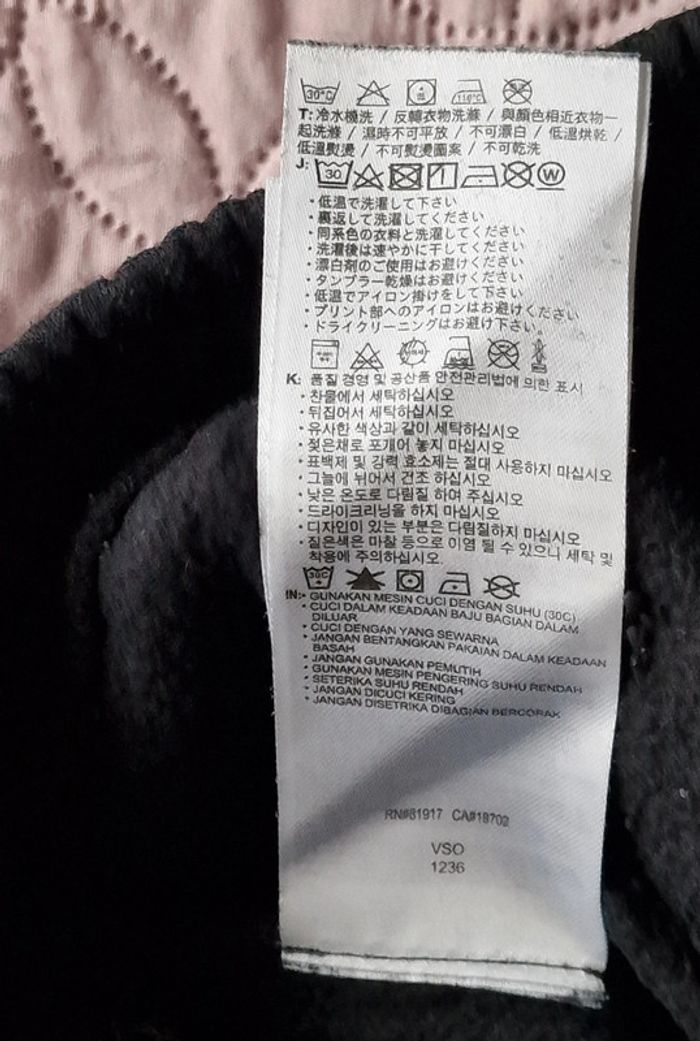 30°C 110°C
T: 冷水機洗 / 反轉衣物洗滌 / 與顏色相近衣物一
起洗滌 / 濕時不可平放 / 不可漂白 / 低溫烘乾 /
低溫熨燙 / 不可熨燙圖案 / 不可乾洗
J: 30 W
・低温で洗濯して下さい
・裏返して洗濯してください
・同系色の衣料と洗濯してください
・洗濯後は速やかに干してください
・漂白剤のご使用はお避けください
・タンブラー乾燥はお避けください
・低温でアイロン掛けをして下さい
・プリント部へのアイロンはお避けください
・ドライクリーニングはお避け下さい。
K: 품질 경영 및 공산품 안전관리법에 의한 표시
・찬물에서 세탁하십시오
・뒤집어서 세탁하십시오
・유사한 색상과 같이 세탁하십시오
・젖은채로 포개어 놓지 마십시오
・표백제 및 강력 효소제는 절대 사용하지 마십시오
・그늘에 뉘어서 건조 하십시오
・낮은 온도로 다림질 하여 주십시오
・드라이크리닝을 하지 마십시오
・디자인이 있는 부분은 다림질하지 마십시오
・짙은색은 마찰 등으로 이염 될 수 있으니 세탁 및
착용에 주의하십시오.
30C
IN:• GUNAKAN MESIN CUCI DENGAN SUHU (30C)
• CUCI DALAM KEADAAN BAJU BAGIAN DALAM
DILUAR
• CUCI DENGAN YANG SEWARNA
• JANGAN BENTANGKAN PAKAIAN DALAM KEADAAN
BASAH
• JANGAN GUNAKAN PEMUTIH
• GUNAKAN MESIN PENGERING SUHU RENDAH
• SETERIKA SUHU RENDAH
• JANGAN DICUCI KERING
• JANGAN DISETRIKA DIBAGIAN BERCORAK
RN#81917 CA#18702
VSO
1236